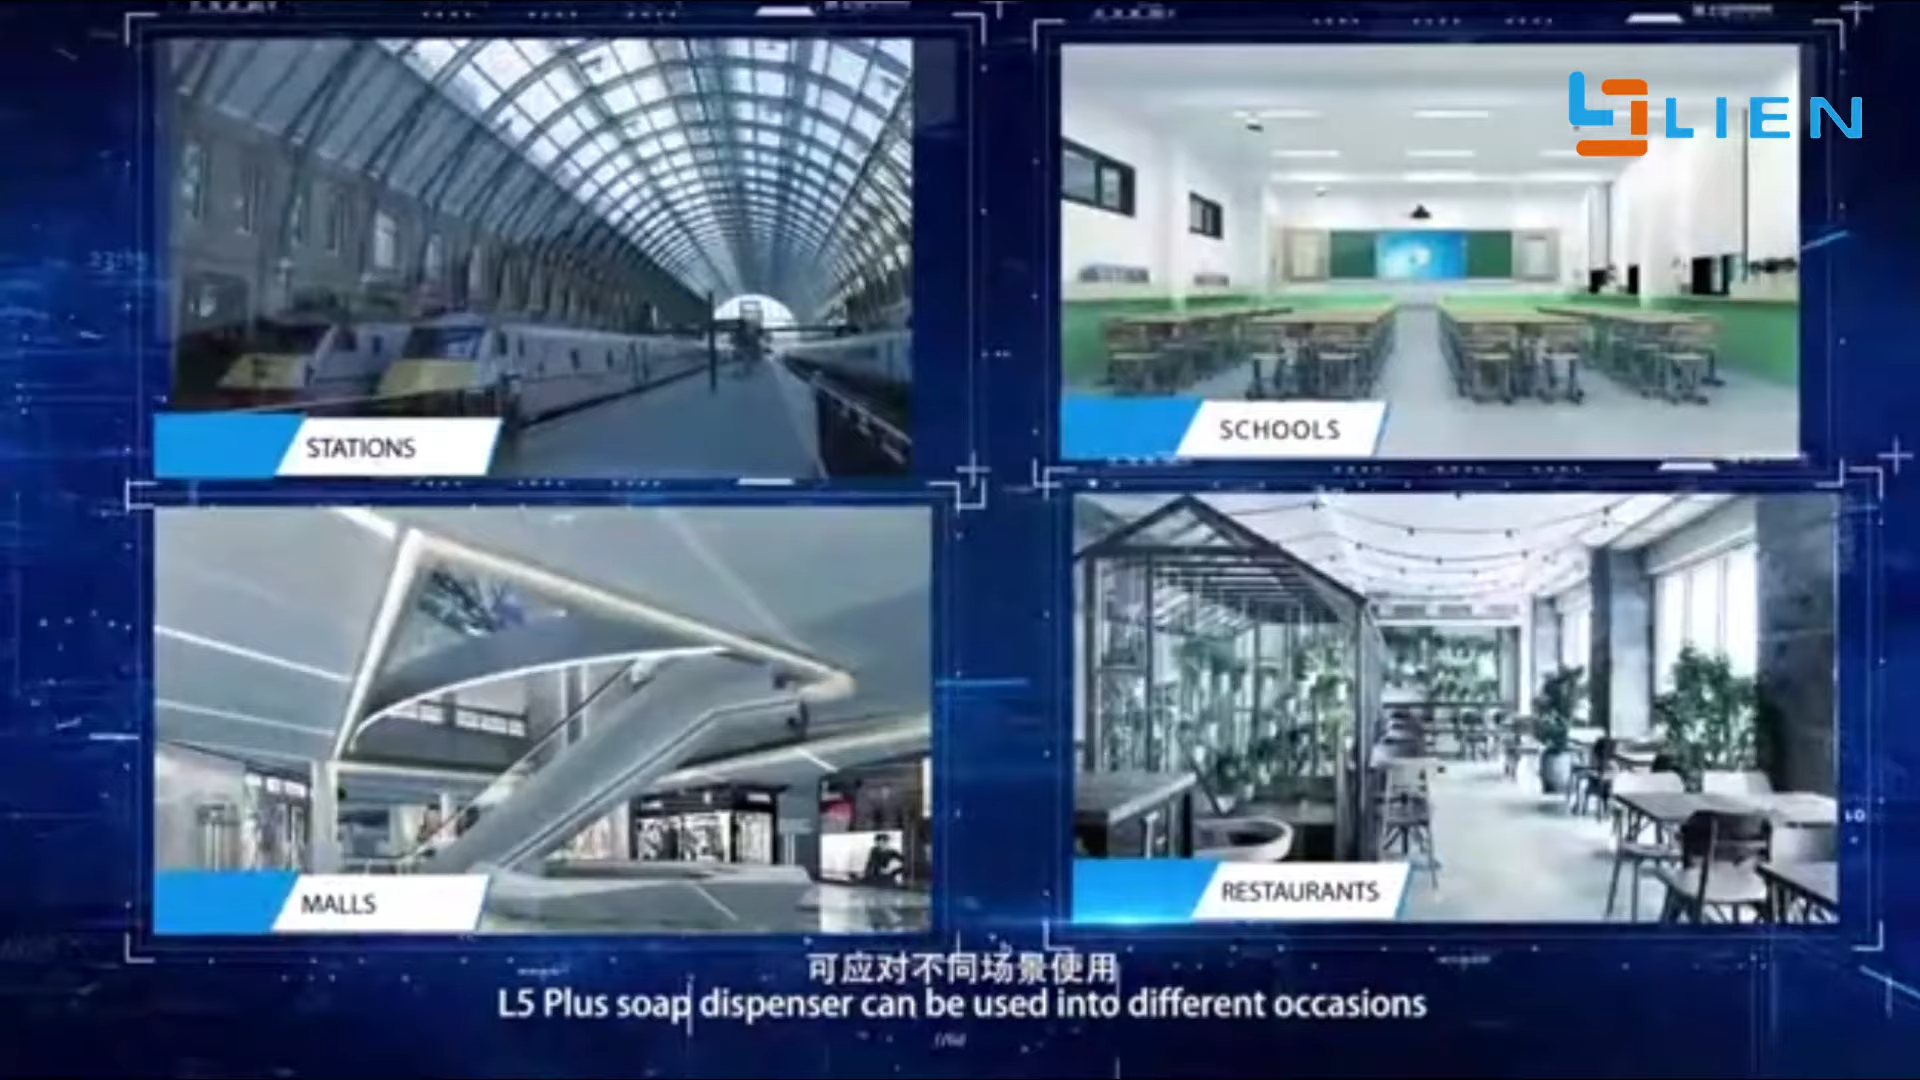 LIEN
STATIONS
SCHOOLS
MALLS
RESTAURANTS
可应对不同场景使用
L5 Plus soap dispenser can be used into different occasions